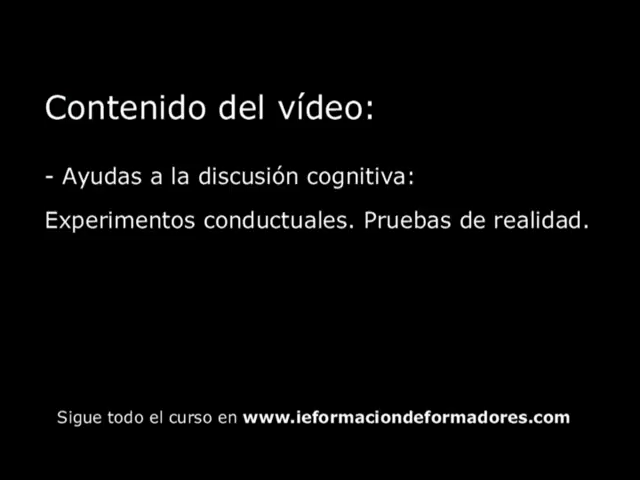 Contenido del vídeo:
- Ayudas a la discusión cognitiva:
Experimentos conductuales. Pruebas de realidad.
Sigue todo el curso en www.ieformaciondeformadores.com